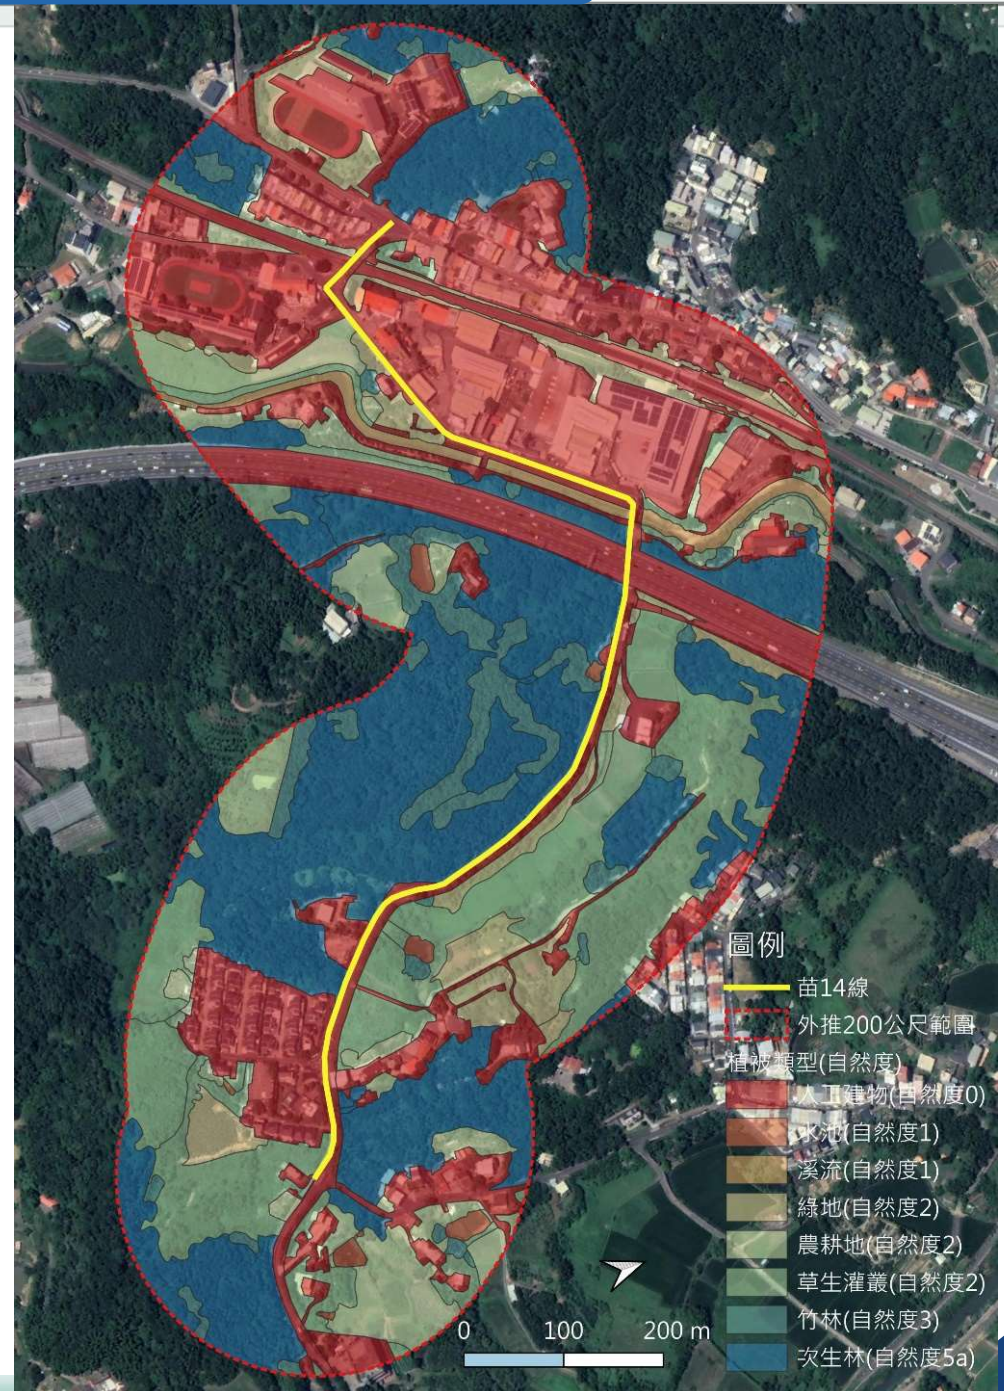 圖例
苗14線
外推200公尺範圍
植被類型(自然度)
人工建物(自然度0)
水池(自然度1)
溪流(自然度1)
綠地(自然度2)
農耕地(自然度2)
草生灌叢(自然度2)
竹林(自然度3)
次生林(自然度5a)
0 100 200 m